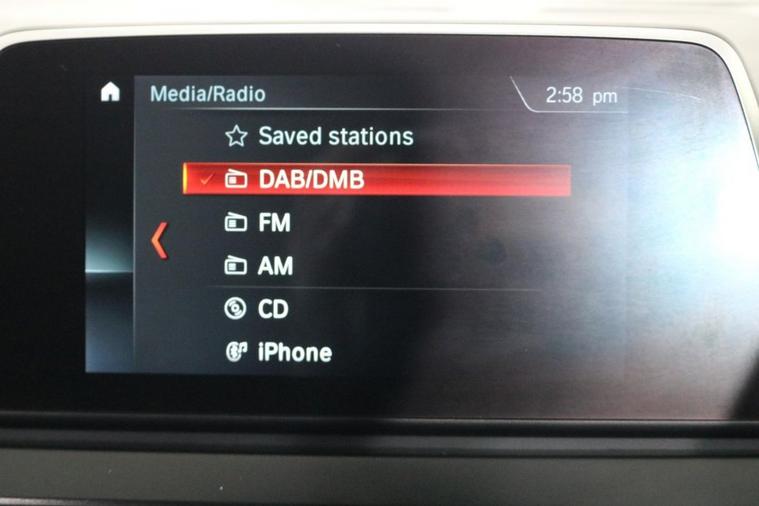 Media/Radio
2:58 pm
Saved stations
DAB/DMB
FM
AM
CD
iPhone